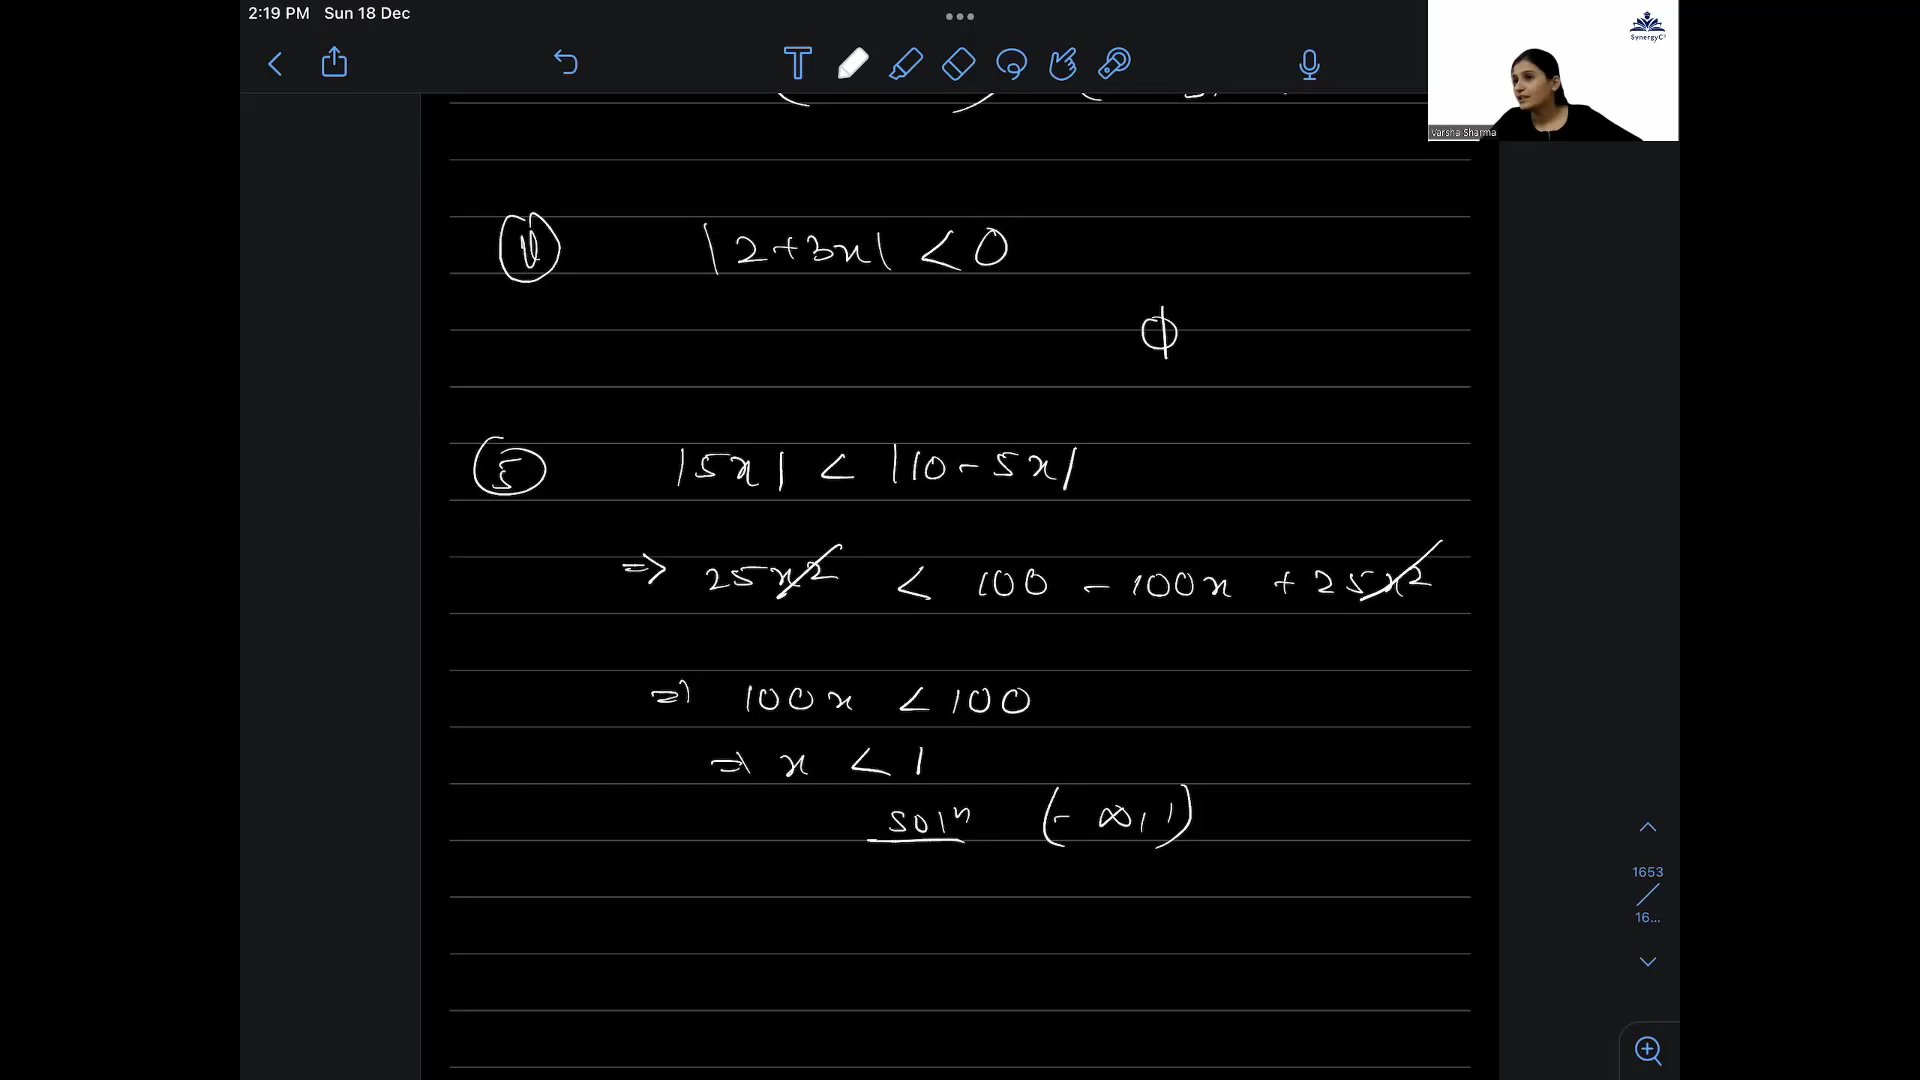 2:19 PM Sun 18 Dec
SynergyC²
Varsha Sharma
|2+3x| < 0
ϕ
5
|5x| < |10-5x|
⇒ 25x² < 100 - 100x + 25x²
⇒ 100x < 100
⇒ x < 1
solⁿ (-∞, 1)
1653
16...